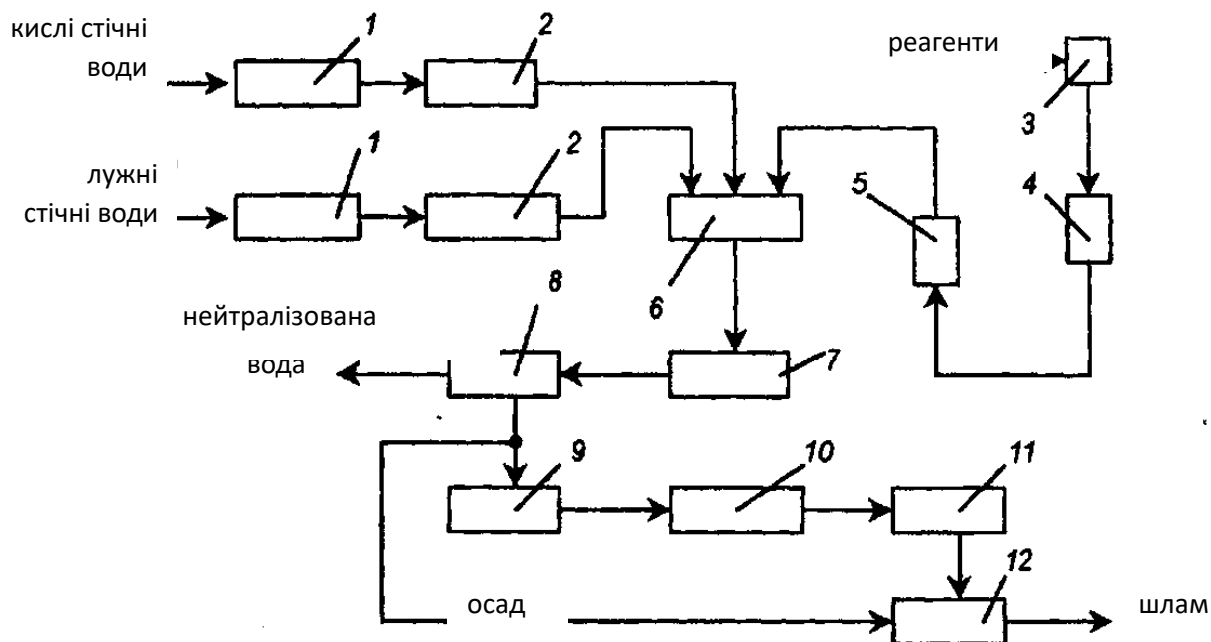 кислі стічні
води
1
2
реагенти
3
лужні
стічні води
1
2
6
5
4
нейтралізована
вода
8
7
9
10
11
12
осад
шлам